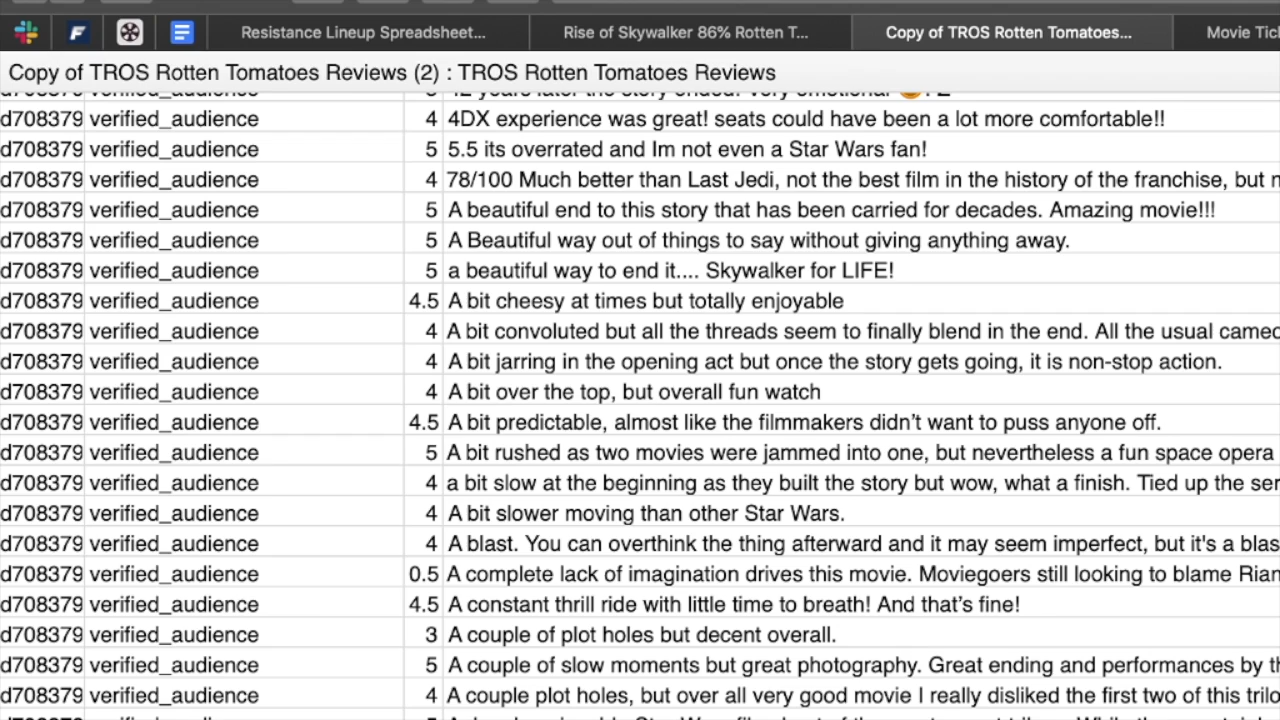 Resistance Lineup Spreadsheet... Rise of Skywalker 86% Rotten T... Copy of TROS Rotten Tomatoes... Movie Tic
Copy of TROS Rotten Tomatoes Reviews (2) : TROS Rotten Tomatoes Reviews
42 years later the story ended! Very emotional
d708379 verified_audience 4 4DX experience was great! seats could have been a lot more comfortable!!
d708379 verified_audience 5 5.5 its overrated and Im not even a Star Wars fan!
d708379 verified_audience 4 78/100 Much better than Last Jedi, not the best film in the history of the franchise, but
d708379 verified_audience 5 A beautiful end to this story that has been carried for decades. Amazing movie!!!
d708379 verified_audience 5 A Beautiful way out of things to say without giving anything away.
d708379 verified_audience 5 a beautiful way to end it.... Skywalker for LIFE!
d708379 verified_audience 4.5 A bit cheesy at times but totally enjoyable
d708379 verified_audience 4 A bit convoluted but all the threads seem to finally blend in the end. All the usual cameo
d708379 verified_audience 4 A bit jarring in the opening act but once the story gets going, it is non-stop action.
d708379 verified_audience 4 A bit over the top, but overall fun watch
d708379 verified_audience 4.5 A bit predictable, almost like the filmmakers didn’t want to puss anyone off.
d708379 verified_audience 5 A bit rushed as two movies were jammed into one, but nevertheless a fun space opera
d708379 verified_audience 4 a bit slow at the beginning as they built the story but wow, what a finish. Tied up the ser
d708379 verified_audience 4 A bit slower moving than other Star Wars.
d708379 verified_audience 4 A blast. You can overthink the thing afterward and it may seem imperfect, but it's a blas
d708379 verified_audience 0.5 A complete lack of imagination drives this movie. Moviegoers still looking to blame Rian
d708379 verified_audience 4.5 A constant thrill ride with little time to breath! And that’s fine!
d708379 verified_audience 3 A couple of plot holes but decent overall.
d708379 verified_audience 5 A couple of slow moments but great photography. Great ending and performances by th
d708379 verified_audience 4 A couple plot holes, but over all very good movie I really disliked the first two of this trilo